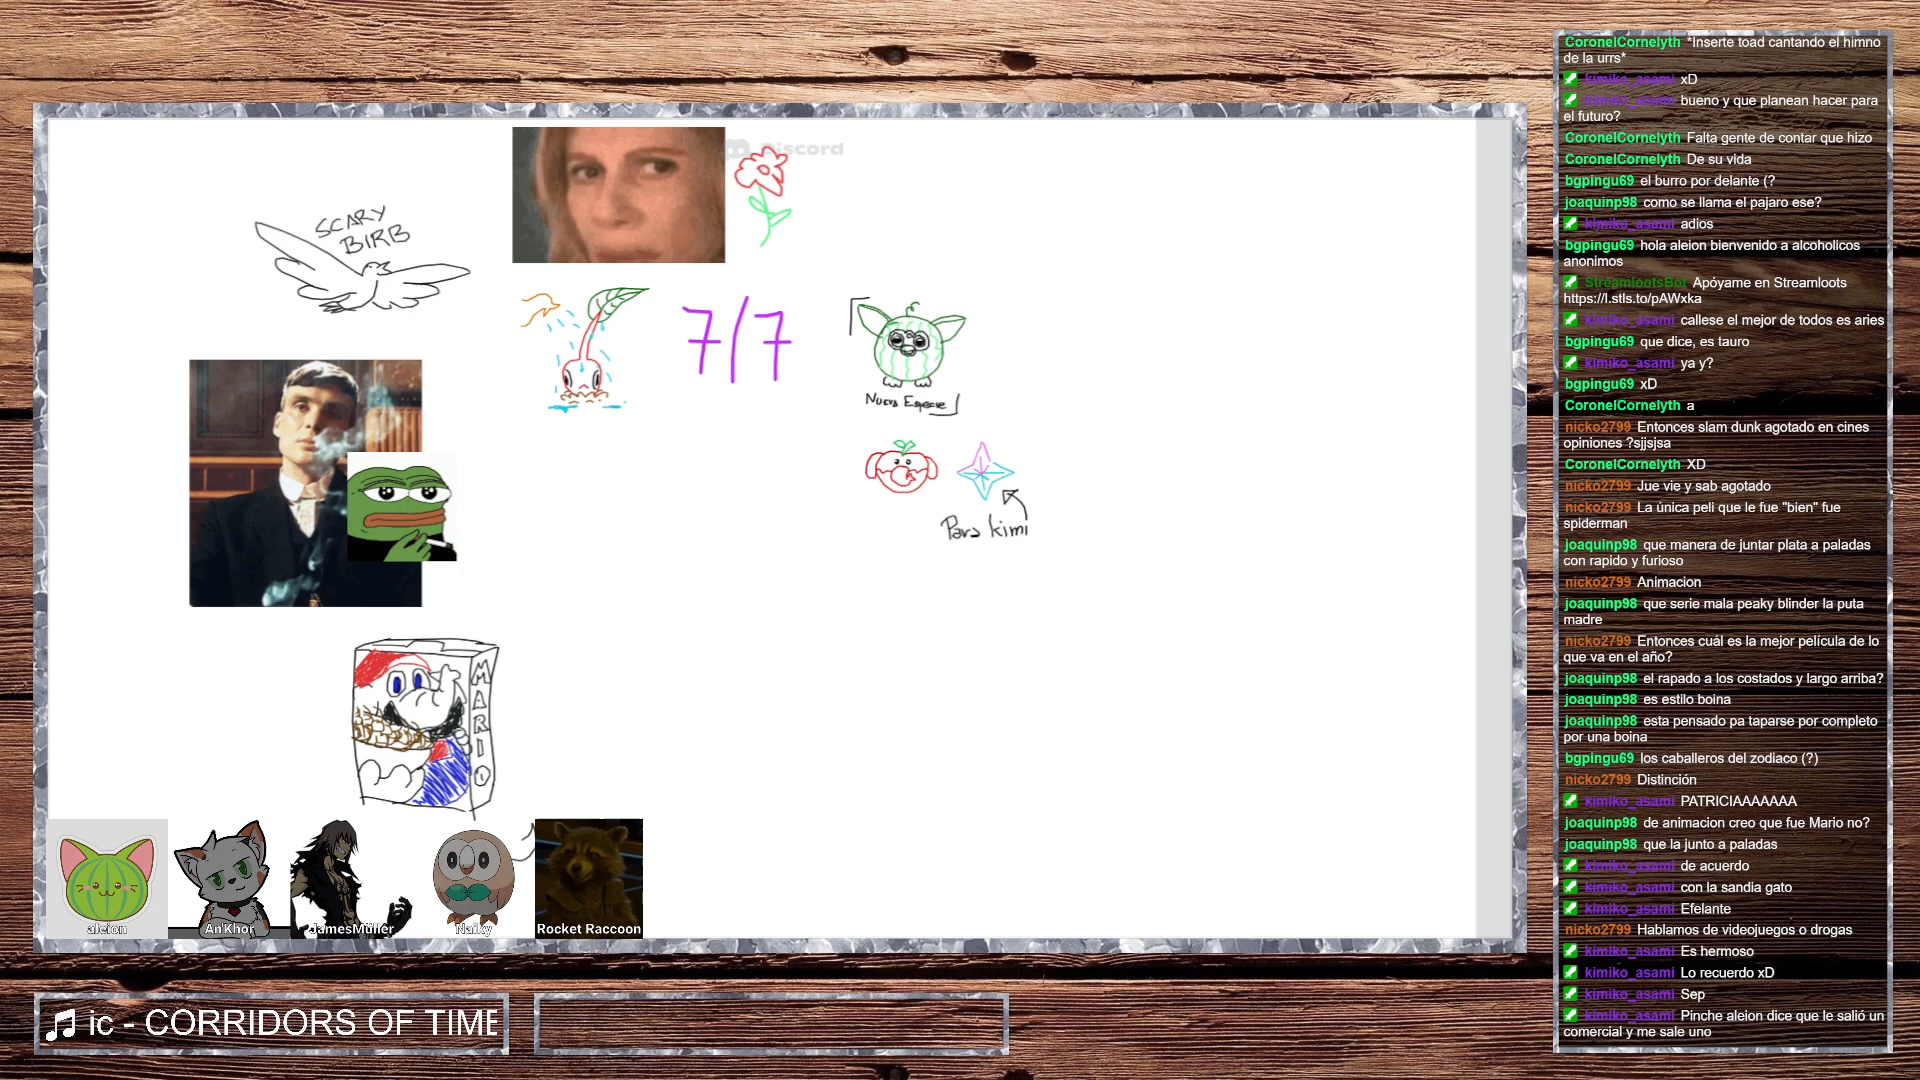 Discord
SCARY
BIRB
7/7
Nueva Especie
Para kimi
MARIO
aleion
An'Khor
JamesMüller
Naiky
Rocket Raccoon
ic - CORRIDORS OF TIME
CoronelCornelyth *Inserte toad cantando el himno
de la urrs*
kimiko_asami xD
kimiko_asami bueno y que planean hacer para
el futuro?
CoronelCornelyth Falta gente de contar que hizo
CoronelCornelyth De su vida
bgpingu69 el burro por delante (?
joaquinp98 como se llama el pajaro ese?
kimiko_asami adios
bgpingu69 hola aleion bienvenido a alcoholicos
anonimos
StreamlootsBot Apóyame en Streamloots
https://l.stls.to/pAWxka
kimiko_asami callese el mejor de todos es aries
bgpingu69 que dice, es tauro
kimiko_asami ya y?
bgpingu69 xD
CoronelCornelyth a
nicko2799 Entonces slam dunk agotado en cines
opiniones ?sjjsjsa
CoronelCornelyth XD
nicko2799 Jue vie y sab agotado
nicko2799 La única peli que le fue "bien" fue
spiderman
joaquinp98 que manera de juntar plata a paladas
con rapido y furioso
nicko2799 Animacion
joaquinp98 que serie mala peaky blinder la puta
madre
nicko2799 Entonces cuál es la mejor película de lo
que va en el año?
joaquinp98 el rapado a los costados y largo arriba?
joaquinp98 es estilo boina
joaquinp98 esta pensado pa taparse por completo
por una boina
bgpingu69 los caballeros del zodiaco (?)
nicko2799 Distinción
kimiko_asami PATRICIAAAAAAA
joaquinp98 de animacion creo que fue Mario no?
joaquinp98 que la junto a paladas
kimiko_asami de acuerdo
kimiko_asami con la sandia gato
kimiko_asami Efelante
nicko2799 Hablamos de videojuegos o drogas
kimiko_asami Es hermoso
kimiko_asami Lo recuerdo xD
kimiko_asami Sep
kimiko_asami Pinche aleion dice que le salió un
comercial y me sale uno